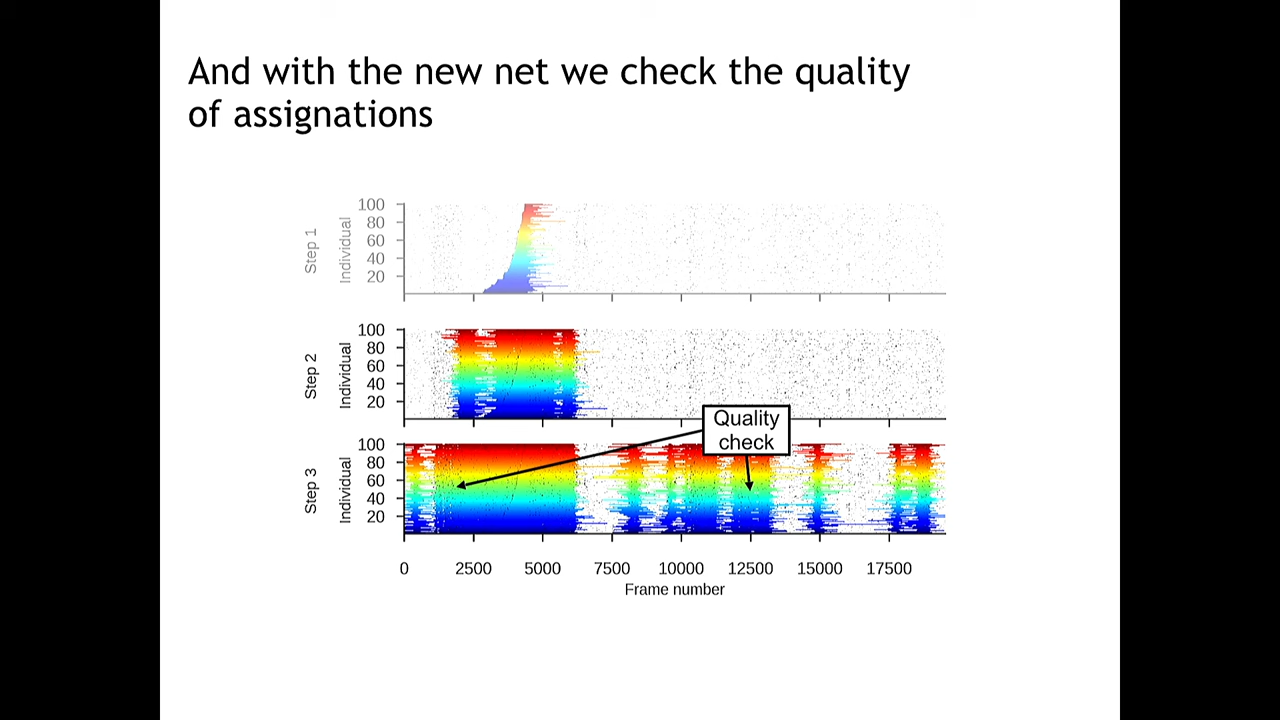 And with the new net we check the quality
of assignations
Step 1
Individual
100
80
60
40
20
Step 2
Individual
100
80
60
40
20
Quality
check
Step 3
Individual
100
80
60
40
20
0 2500 5000 7500 10000 12500 15000 17500
Frame number